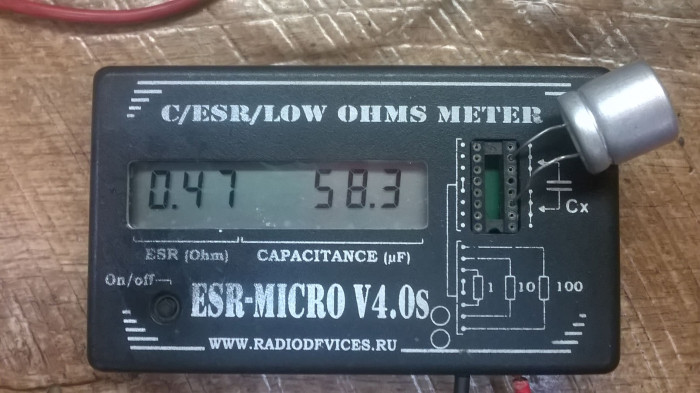 C/ESR/LOW OHMS METER
0.47 58.3
ESR (Ohm) CAPACITANCE (µF)
Cx
On/off
ESR-MICRO V4.0s
1 10 100
WWW.RADIODFVICES.RU